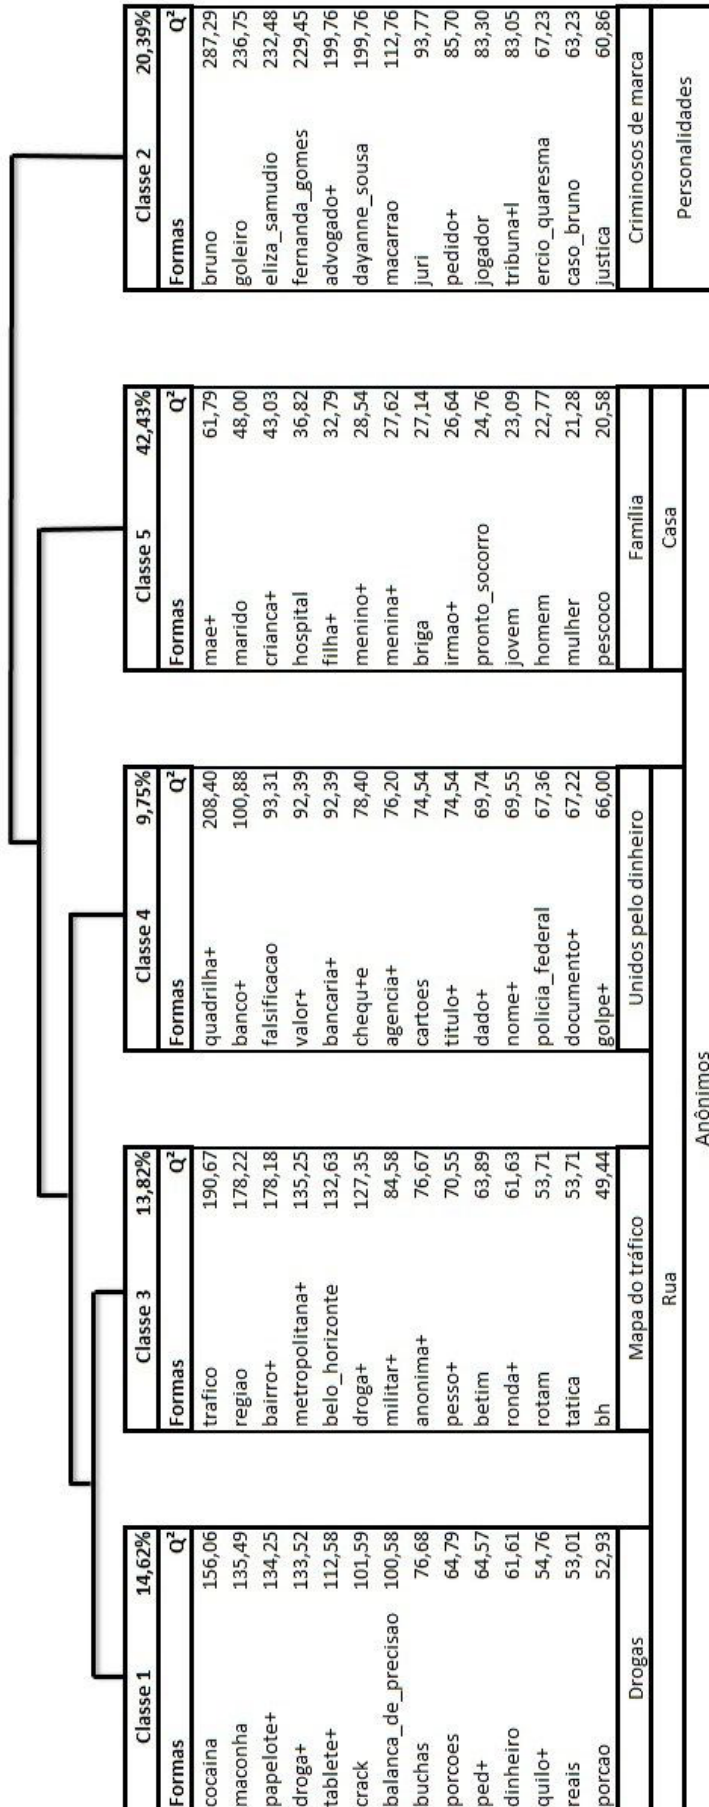 Classe 1 14,62%
Formas Q²
cocaina 156,06
maconha 135,49
papelote+ 134,25
droga+ 133,52
tablete+ 112,58
crack 101,59
balanca_de_precisao 100,58
buchas 76,68
porcoes 64,79
ped+ 64,57
dinheiro 61,61
quilo+ 54,76
reais 53,01
porcao 52,93
Drogas
Classe 3 13,82%
Formas Q²
trafico 190,67
regiao 178,22
bairro+ 178,18
metropolitana+ 135,25
belo_horizonte 132,63
droga+ 127,35
militar+ 84,58
anonima+ 76,67
pesso+ 70,55
betim 63,89
ronda+ 61,63
rotam 53,71
tatica 53,71
bh 49,44
Mapa do tráfico
Classe 4 9,75%
Formas Q²
quadrilha+ 208,40
banco+ 100,88
falsificacao 93,31
valor+ 92,39
bancaria+ 92,39
chequ+e 78,40
agencia+ 76,20
cartoes 74,54
titulo+ 74,54
dado+ 69,74
nome+ 69,55
policia_federal 67,36
documento+ 67,22
golpe+ 66,00
Unidos pelo dinheiro
Rua
Classe 5 42,43%
Formas Q²
mae+ 61,79
marido 48,00
crianca+ 43,03
hospital 36,82
filha+ 32,79
menino+ 28,54
menina+ 27,62
briga 27,14
irmao+ 26,64
pronto_socorro 24,76
jovem 23,09
homem 22,77
mulher 21,28
pescoco 20,58
Família
Casa
Anônimos
Classe 2 20,39%
Formas Q²
bruno 287,29
goleiro 236,75
eliza_samudio 232,48
fernanda_gomes 229,45
advogado+ 199,76
dayanne_sousa 199,76
macarrao 112,76
juri 93,77
pedido+ 85,70
jogador 83,30
tribuna+l 83,05
ercio_quaresma 67,23
caso_bruno 63,23
justica 60,86
Criminosos de marca
Personalidades